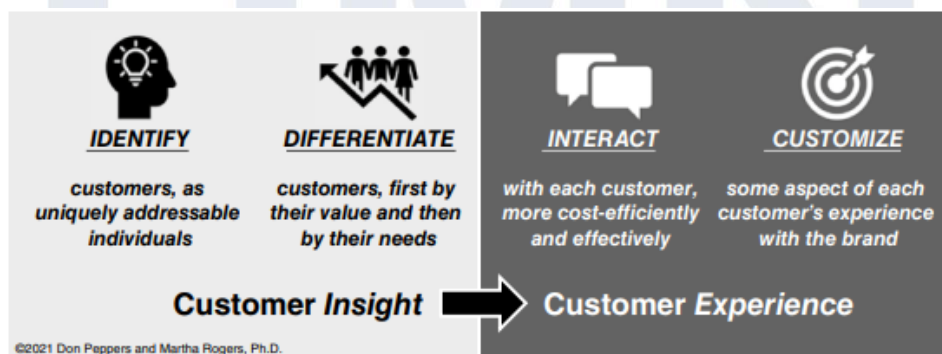 IDENTIFY
customers, as
uniquely addressable
individuals
DIFFERENTIATE
customers, first by
their value and then
by their needs
INTERACT
with each customer,
more cost-efficiently
and effectively
CUSTOMIZE
some aspect of each
customer's experience
with the brand
Customer Insight
Customer Experience
©2021 Don Peppers and Martha Rogers, Ph.D.